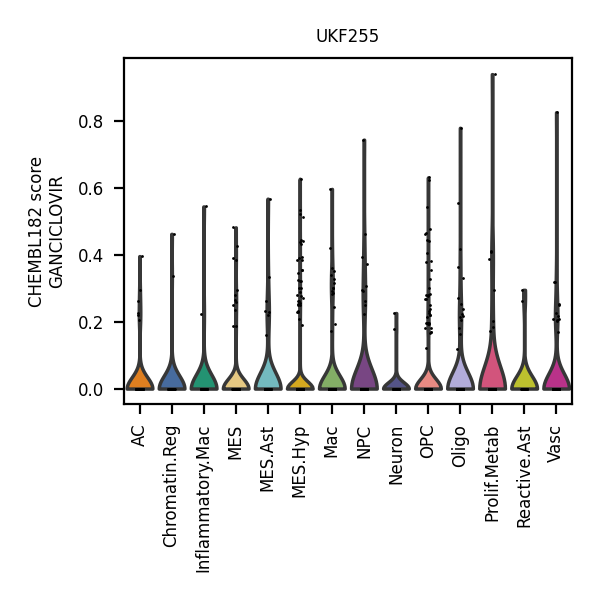 UKF255
CHEMBL182 score
GANCICLOVIR
0.8
0.6
0.4
0.2
0.0
AC
Chromatin.Reg
Inflammatory.Mac
MES
MES.Ast
MES.Hyp
Mac
NPC
Neuron
OPC
Oligo
Prolif.Metab
Reactive.Ast
Vasc